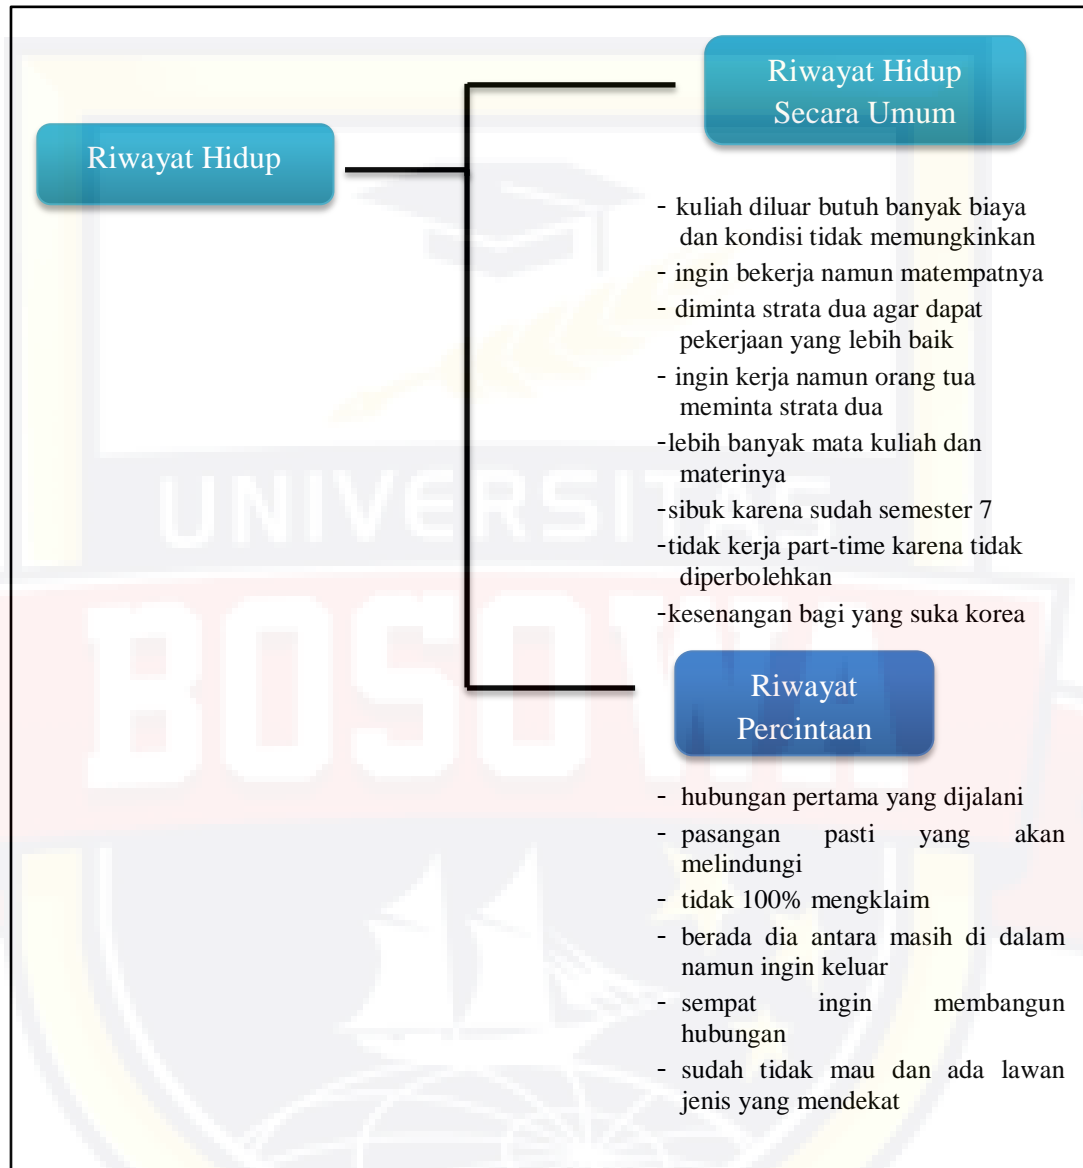 Riwayat Hidup
Riwayat Hidup
Secara Umum
- kuliah diluar butuh banyak biaya
dan kondisi tidak memungkinkan
- ingin bekerja namun matempatnya
- diminta strata dua agar dapat
pekerjaan yang lebih baik
- ingin kerja namun orang tua
meminta strata dua
-lebih banyak mata kuliah dan
materinya
-sibuk karena sudah semester 7
-tidak kerja part-time karena tidak
diperbolehkan
-kesenangan bagi yang suka korea
Riwayat
Percintaan
- hubungan pertama yang dijalani
- pasangan pasti yang akan
melindungi
- tidak 100% mengklaim
- berada dia antara masih di dalam
namun ingin keluar
- sempat ingin membangun
hubungan
- sudah tidak mau dan ada lawan
jenis yang mendekat
UNIVERSITAS
BOSOWA